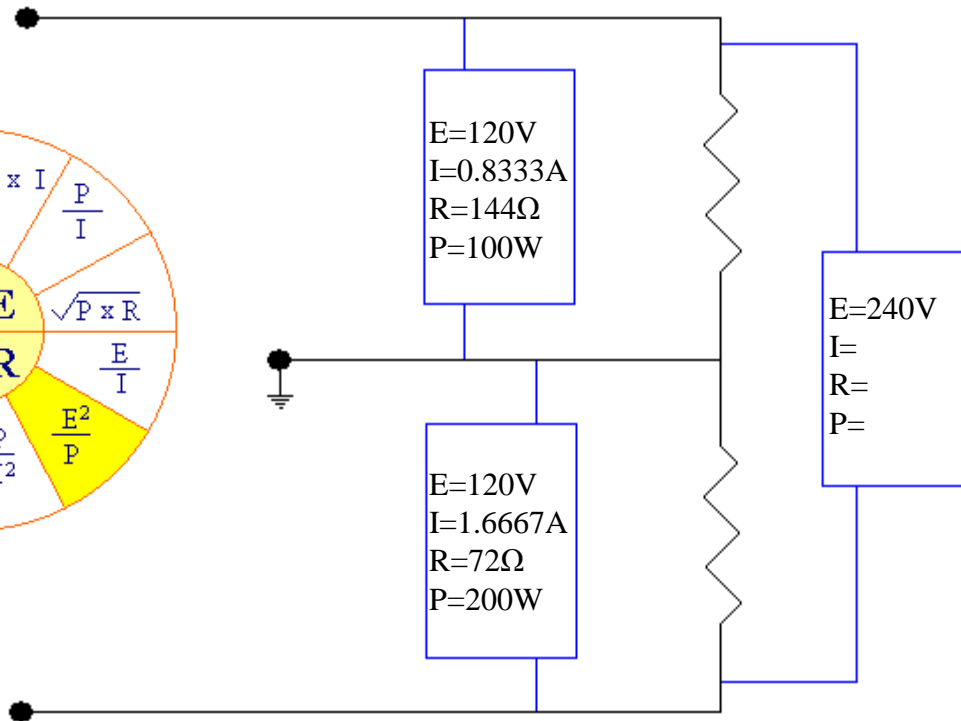 x I
P
I
√P x R
E
R
E
I
E²
P
E=120V
I=0.8333A
R=144Ω
P=100W
E=120V
I=1.6667A
R=72Ω
P=200W
E=240V
I=
R=
P=